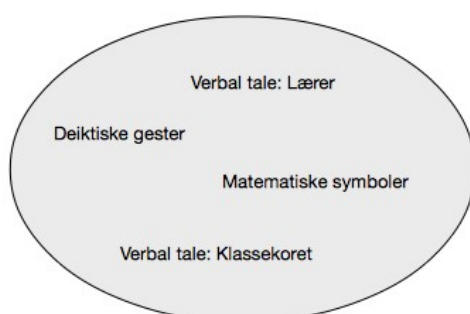 Verbal tale: Lærer
Deiktiske gester
Matematiske symboler
Verbal tale: Klassekoret